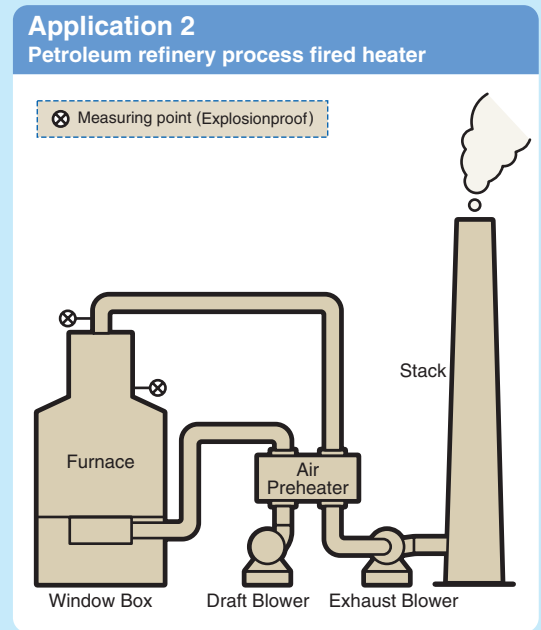 Application 2
Petroleum refinery process fired heater
Measuring point (Explosionproof)
Stack
Furnace
Air
Preheater
Window Box
Draft Blower
Exhaust Blower